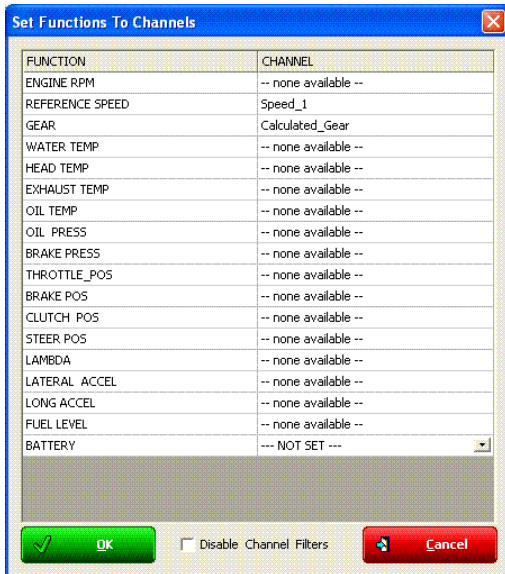 Set Functions To Channels
FUNCTION CHANNEL
ENGINE RPM -- none available --
REFERENCE SPEED Speed_1
GEAR Calculated_Gear
WATER TEMP -- none available --
HEAD TEMP -- none available --
EXHAUST TEMP -- none available --
OIL TEMP -- none available --
OIL PRESS -- none available --
BRAKE PRESS -- none available --
THROTTLE_POS -- none available --
BRAKE POS -- none available --
CLUTCH POS -- none available --
STEER POS -- none available --
LAMBDA -- none available --
LATERAL ACCEL -- none available --
LONG ACCEL -- none available --
FUEL LEVEL -- none available --
BATTERY --- NOT SET ---
OK Disable Channel Filters Cancel